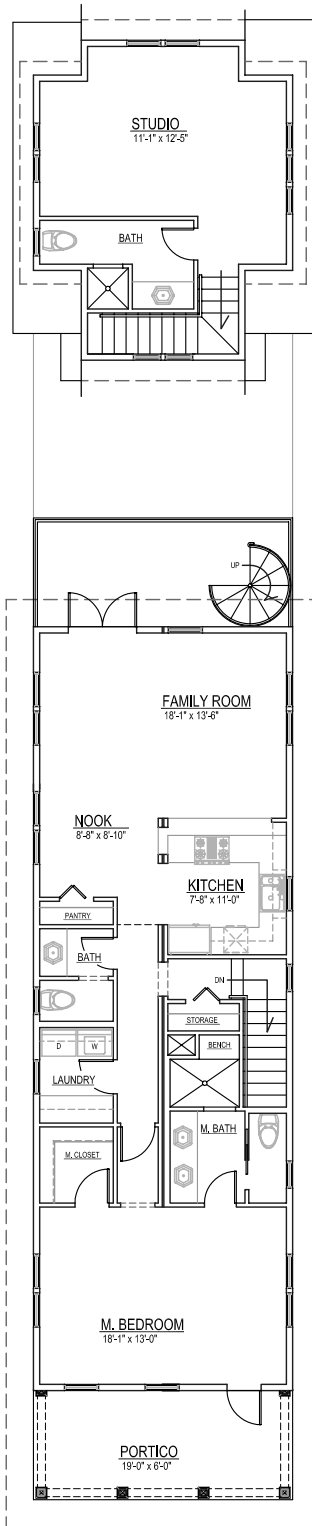 STUDIO
11'-1" x 12'-5"
BATH
UP
FAMILY ROOM
18'-1" x 13'-6"
NOOK
8'-8" x 8'-10"
KITCHEN
7'-8" x 11'-0"
PANTRY
BATH
DN
STORAGE
D W
BENCH
LAUNDRY
M. BATH
M. CLOSET
M. BEDROOM
18'-1" x 13'-0"
PORTICO
19'-0" x 6'-0"